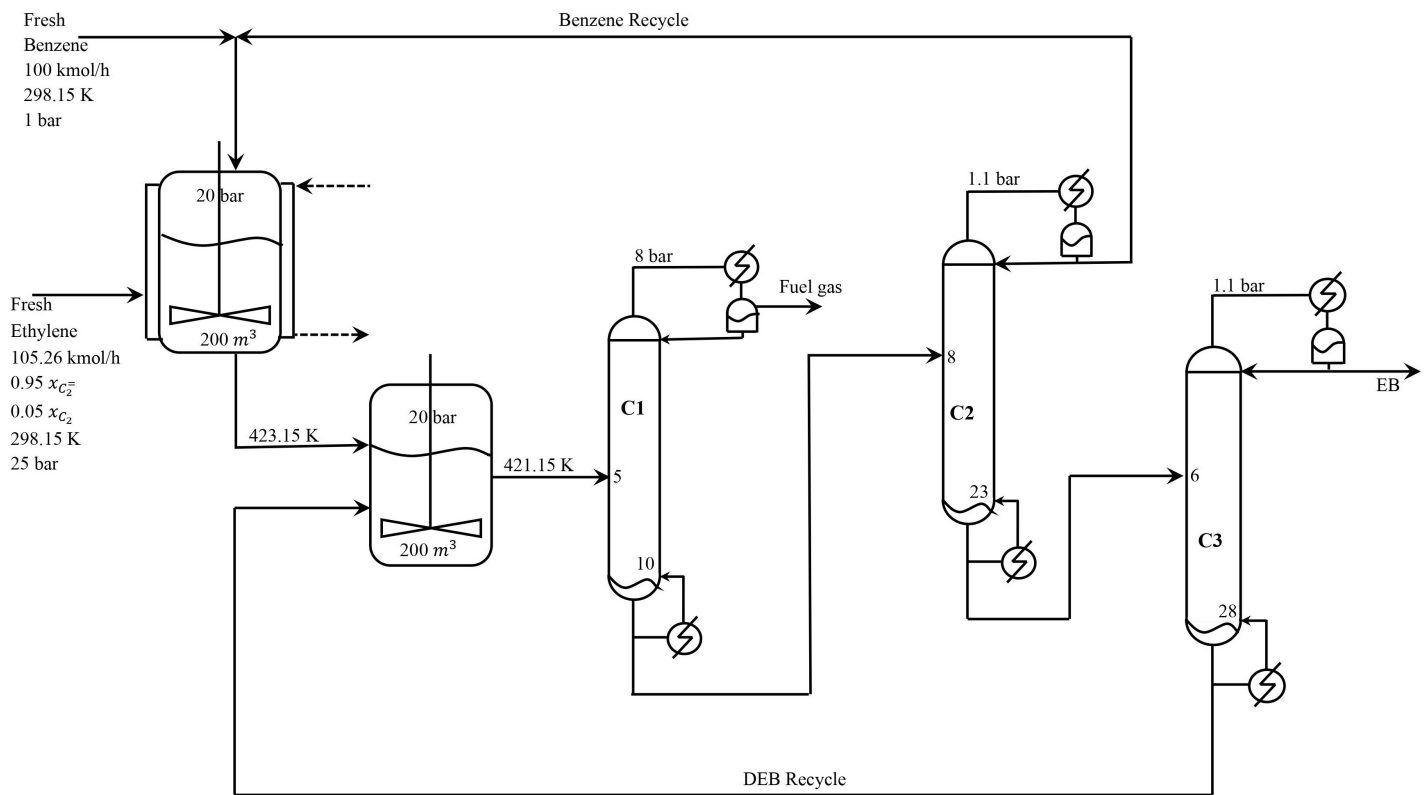 Fresh
Benzene
100 kmol/h
298.15 K
1 bar
Benzene Recycle
20 bar
200 m³
Fresh
Ethylene
105.26 kmol/h
0.95 x_{C_2^=}
0.05 x_{C_2}
298.15 K
25 bar
423.15 K
20 bar
200 m³
421.15 K
8 bar
Fuel gas
C1
5
10
1.1 bar
8
C2
23
1.1 bar
EB
6
C3
28
DEB Recycle